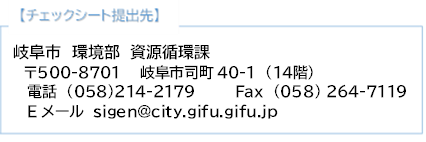 【チェックシート提出先】
岐阜市 環境部 資源循環課
〒500-8701 岐阜市司町 40-1 (14階)
電話 (058)214-2179 Fax (058) 264-7119
Eメール sigen@city.gifu.gifu.jp